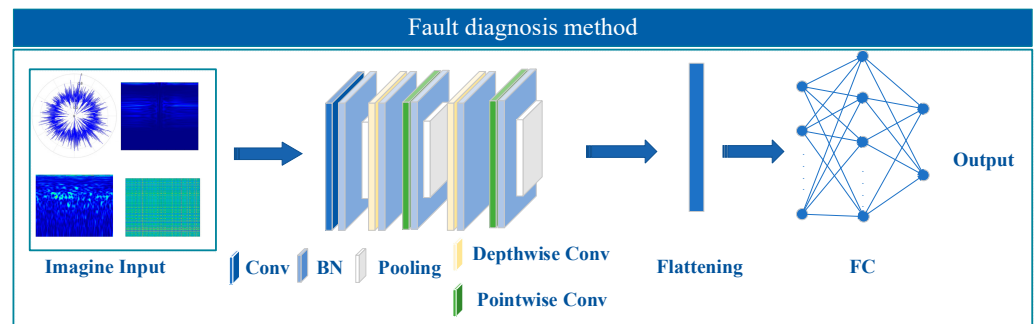 Fault diagnosis method
Output
Imagine Input
Conv
BN
Pooling
Depthwise Conv
Pointwise Conv
Flattening
FC